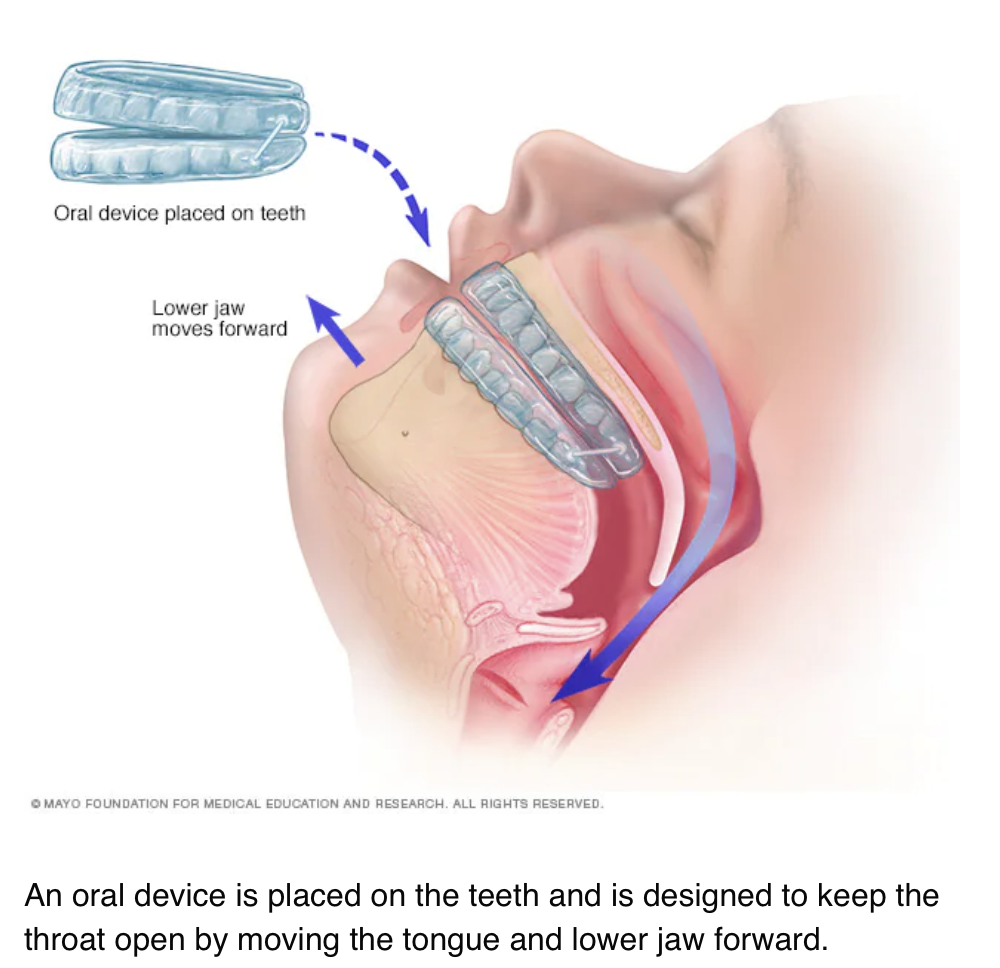 Oral device placed on teeth
Lower jaw
moves forward
© MAYO FOUNDATION FOR MEDICAL EDUCATION AND RESEARCH. ALL RIGHTS RESERVED.
An oral device is placed on the teeth and is designed to keep the
throat open by moving the tongue and lower jaw forward.